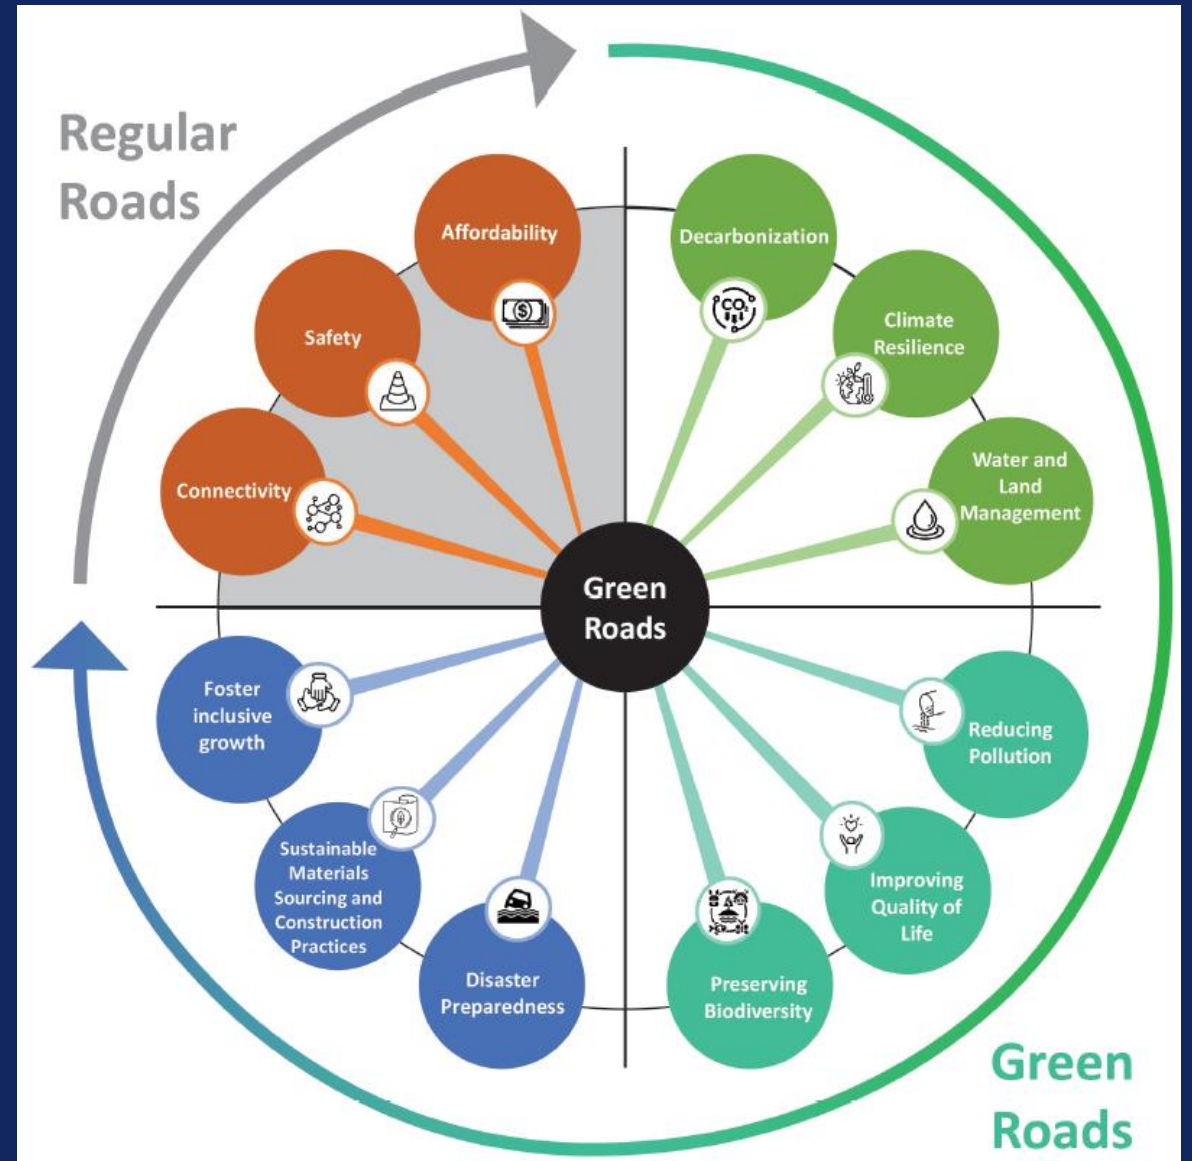 Regular
Roads
Affordability
Safety
Connectivity
Decarbonization
CO₂
Climate
Resilience
Water and
Land
Management
Green
Roads
Foster
inclusive
growth
Sustainable
Materials
Sourcing and
Construction
Practices
Disaster
Preparedness
Reducing
Pollution
Improving
Quality of
Life
Preserving
Biodiversity
Green
Roads